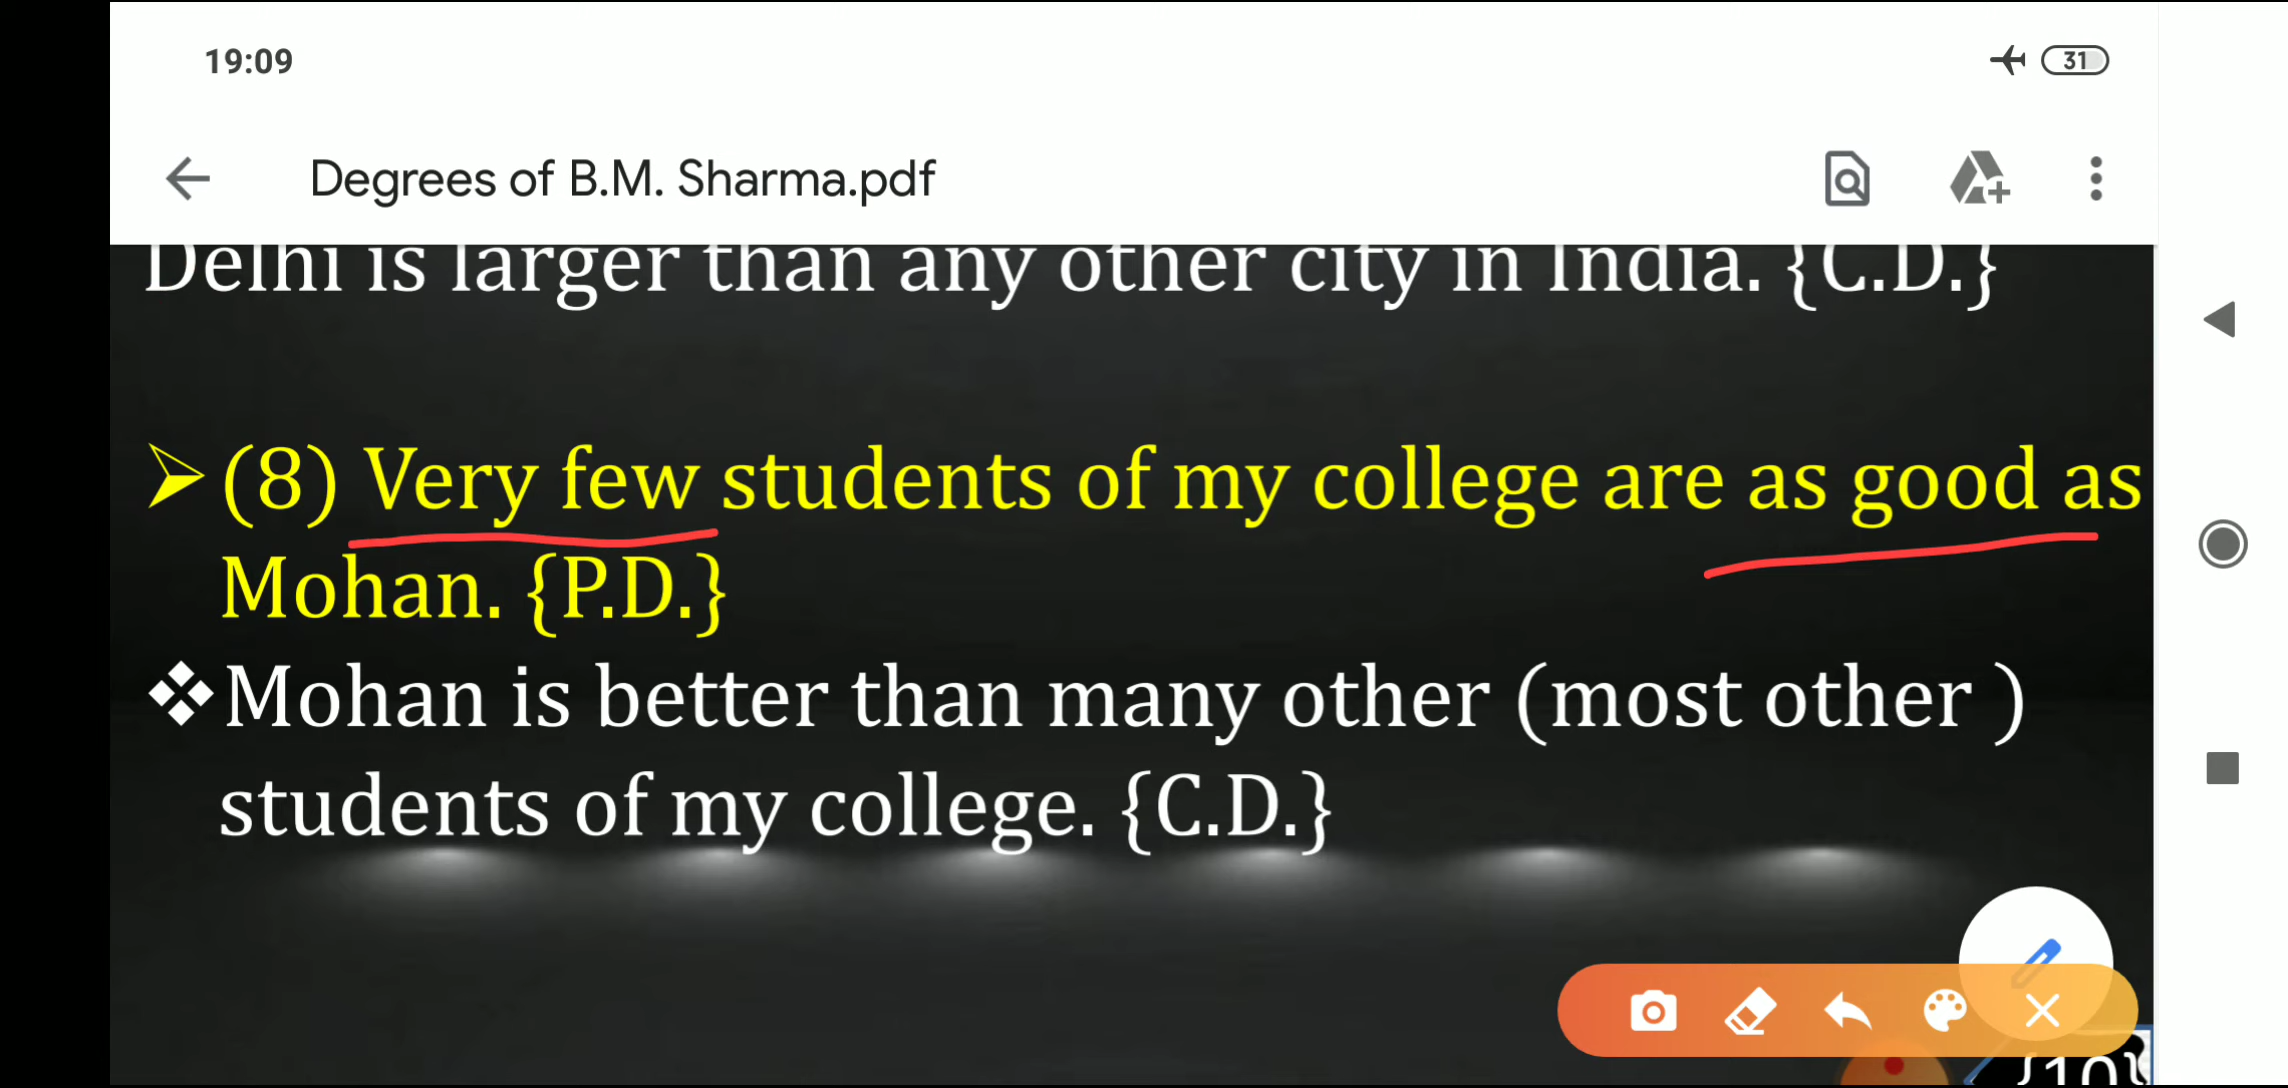 19:09
31
Degrees of B.M. Sharma.pdf
Delhi is larger than any other city in India. {C.D.}
(8) Very few students of my college are as good as
Mohan. {P.D.}
Mohan is better than many other (most other )
students of my college. {C.D.}
{10}